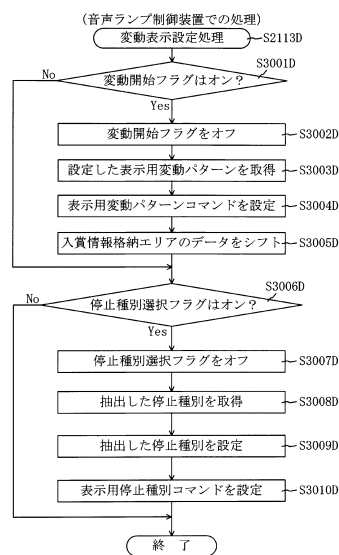 (音声ランプ制御装置での処理)
変動表示設定処理 S2113D
変動開始フラグはオン? S3001D
No
Yes
変動開始フラグをオフ S3002D
設定した表示用変動パターンを取得 S3003D
表示用変動パターンコマンドを設定 S3004D
入賞情報格納エリアのデータをシフト S3005D
停止種別選択フラグはオン? S3006D
No
Yes
停止種別選択フラグをオフ S3007D
抽出した停止種別を取得 S3008D
抽出した停止種別を設定 S3009D
表示用停止種別コマンドを設定 S3010D
終 了